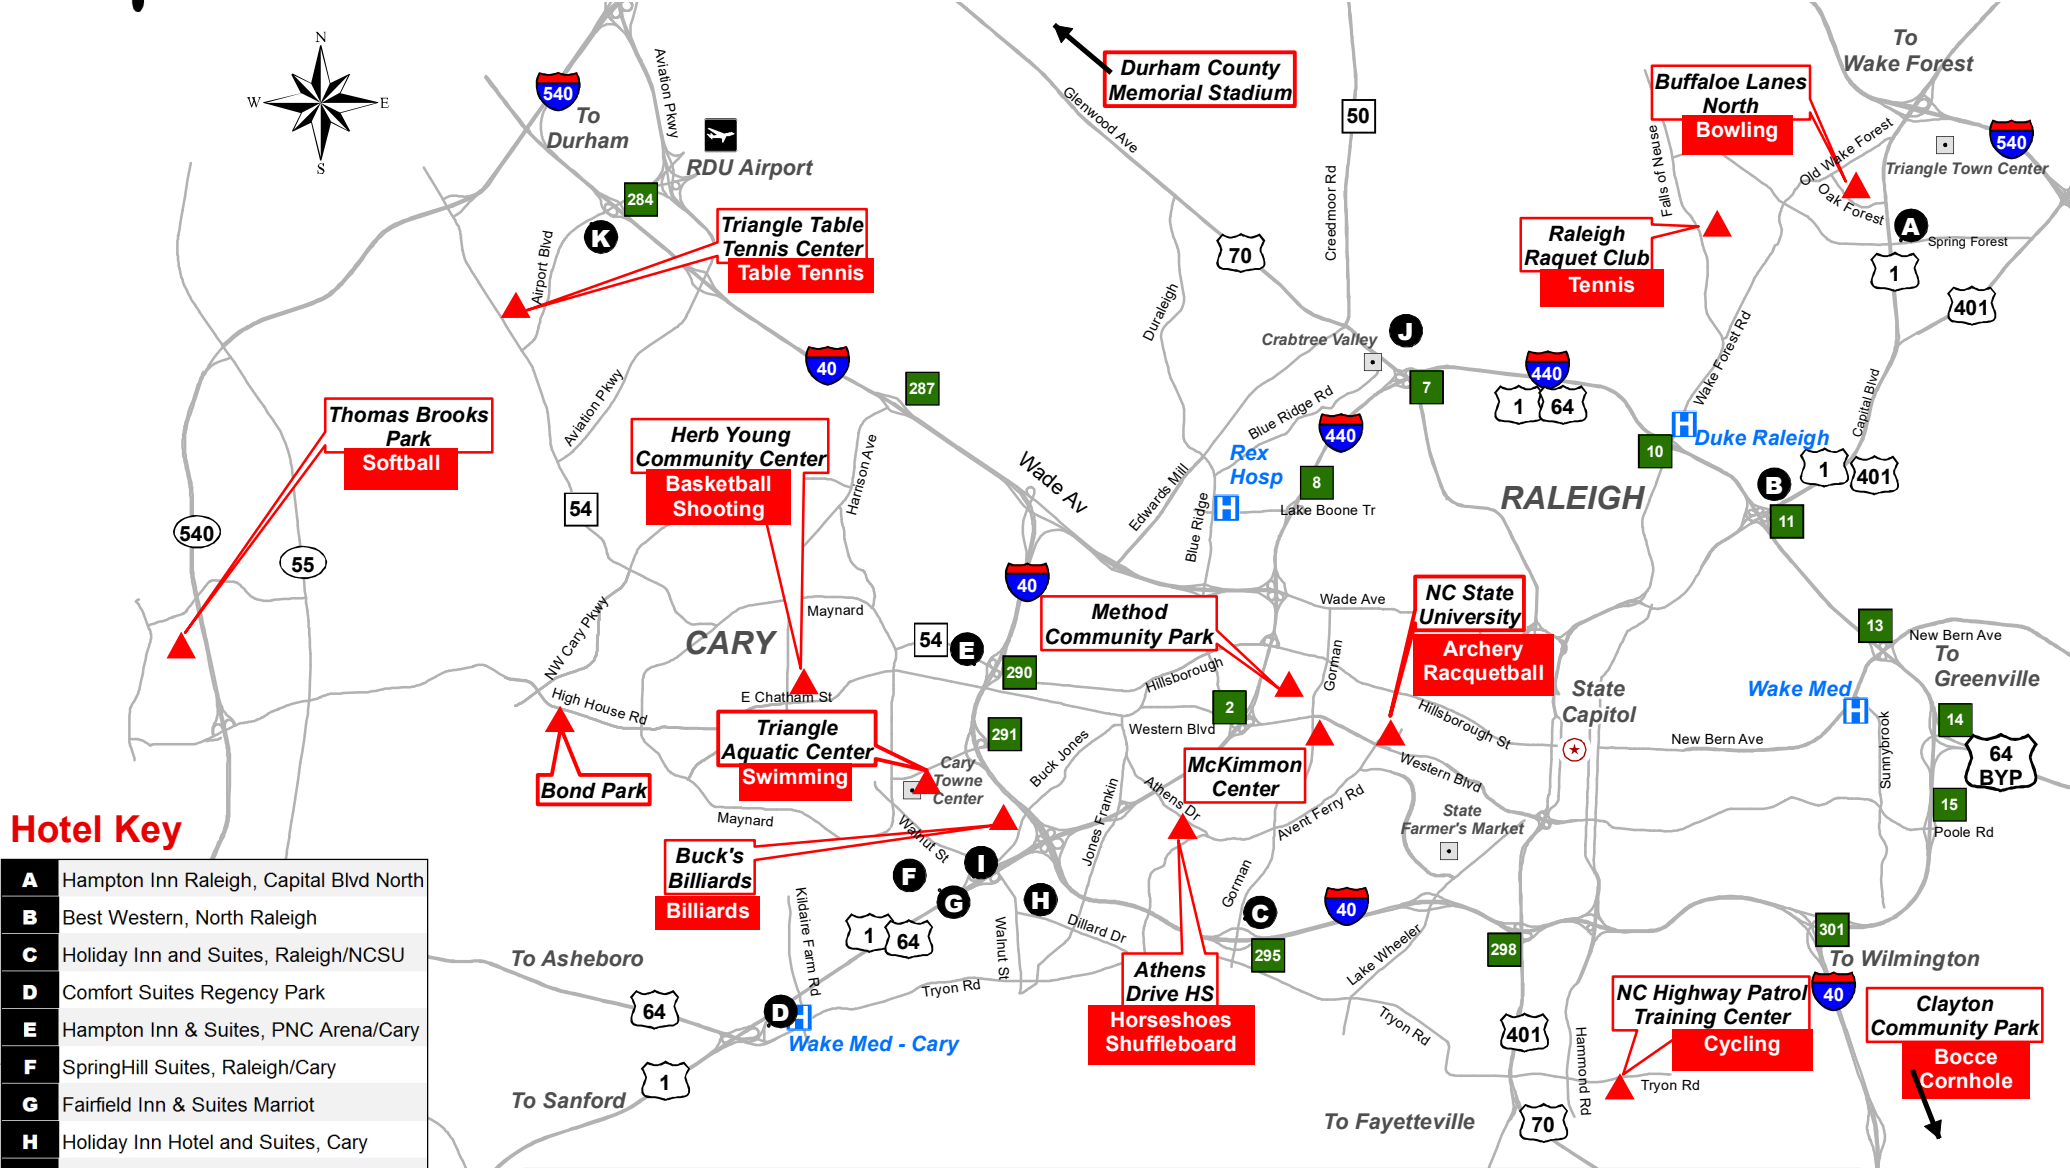 N
W
E
S
540
To
Durham
Aviation Pkwy
RDU Airport
284
K
Airport Blvd
Triangle Table
Tennis Center
Table Tennis
Glenwood Ave
Durham County
Memorial Stadium
50
Creedmoor Rd
70
Duraleigh
To
Wake Forest
Buffaloe Lanes
North
Bowling
Falls of Neuse
Old Wake Forest
Oak Forest
540
Triangle Town Center
A
Spring Forest
Raleigh
Raquet Club
Tennis
1
401
40
287
Crabtree Valley
J
7
440
1
64
Wake Forest Rd
Capital Blvd
Aviation Pkwy
Thomas Brooks
Park
Softball
Herb Young
Community Center
Basketball
Shooting
Harrison Ave
Blue Ridge Rd
440
Rex
Hosp
H
8
Lake Boone Tr
Edwards Mill
Blue Ridge
Wade Av
H
Duke Raleigh
10
RALEIGH
B
1
401
11
54
540
55
40
NW Cary Pkwy
Maynard
CARY
54
E
290
Method
Community Park
Wade Ave
Gorman
NC State
University
Archery
Racquetball
13
New Bern Ave
To
Greenville
High House Rd
E Chatham St
Hillsborough
2
Western Blvd
Hillsborough St
State
Capitol
Wake Med
H
New Bern Ave
Sunnybrook
14
64
BYP
15
Poole Rd
Bond Park
Triangle
Aquatic Center
Swimming
291
Cary
Towne
Center
Buck Jones
Jones Frankin
Athens Dr
McKimmon
Center
Avent Ferry Rd
Western Blvd
State
Farmer's Market
Maynard
Walnut St
Buck's
Billiards
Billiards
F
I
G
H
1
64
Kildaire Farm Rd
Walnut St
Dillard Dr
Gorman
C
40
295
Lake Wheeler
298
301
To Wilmington
40
To Asheboro
64
Tryon Rd
D
H
Wake Med - Cary
Athens
Drive HS
Horseshoes
Shuffleboard
Tryon Rd
401
Hammond Rd
NC Highway Patrol
Training Center
Cycling
Tryon Rd
Clayton
Community Park
Bocce
Cornhole
1
To Sanford
To Fayetteville
70
Hotel Key
A Hampton Inn Raleigh, Capital Blvd North
B Best Western, North Raleigh
C Holiday Inn and Suites, Raleigh/NCSU
D Comfort Suites Regency Park
E Hampton Inn & Suites, PNC Arena/Cary
F SpringHill Suites, Raleigh/Cary
G Fairfield Inn & Suites Marriot
H Holiday Inn Hotel and Suites, Cary